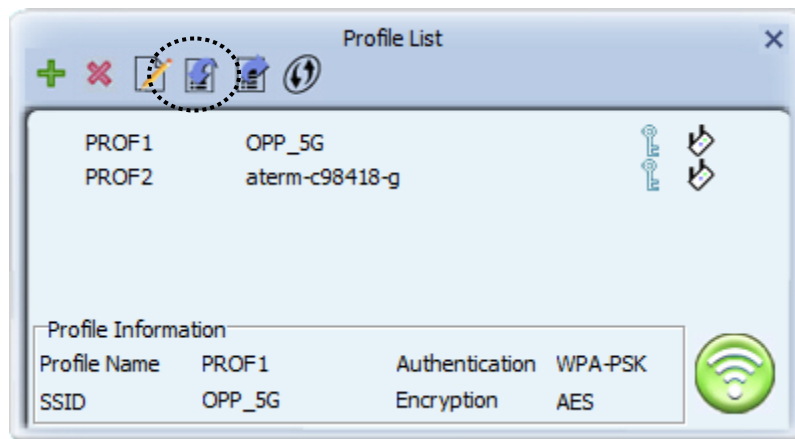 Profile List
PROF1 OPP_5G
PROF2 aterm-c98418-g
Profile Information
Profile Name PROF1 Authentication WPA-PSK
SSID OPP_5G Encryption AES